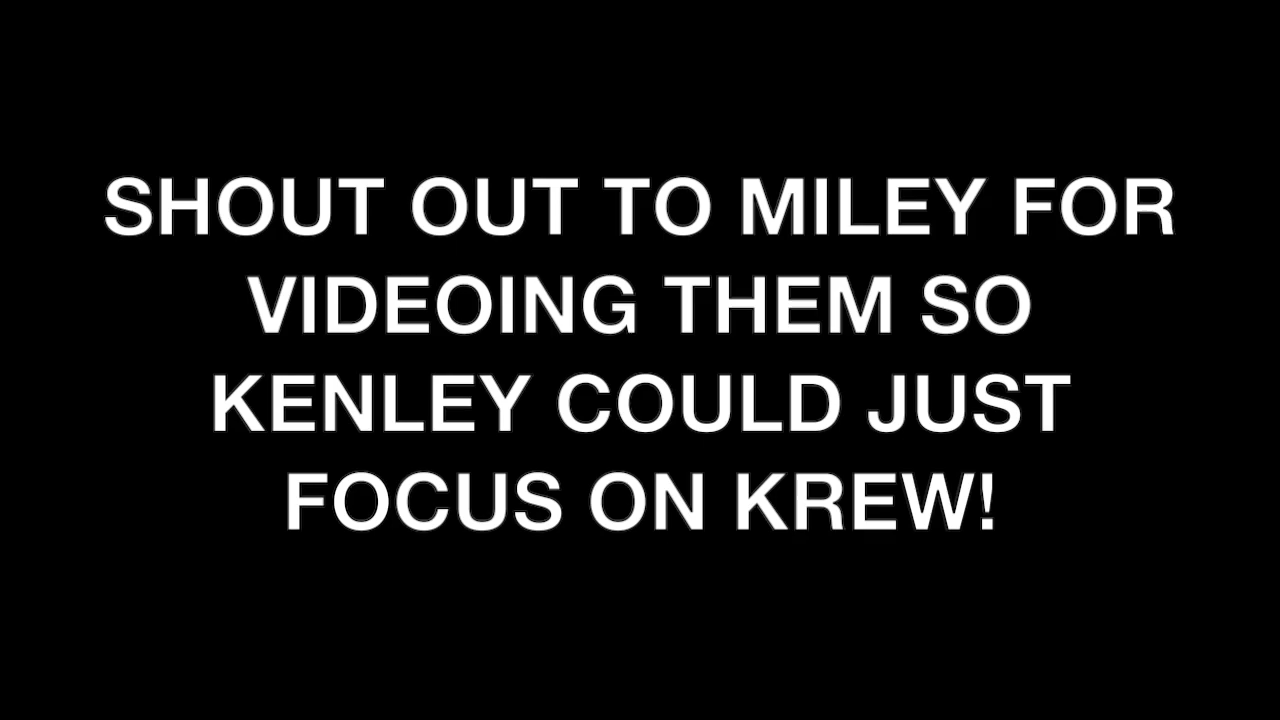 SHOUT OUT TO MILEY FOR
VIDEOING THEM SO
KENLEY COULD JUST
FOCUS ON KREW!